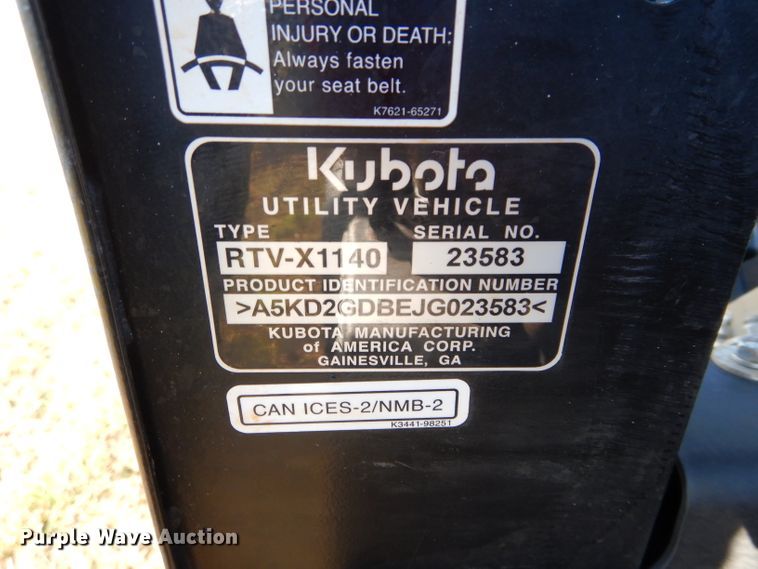 PERSONAL
INJURY OR DEATH:
Always fasten
your seat belt.
K7621-65271
Kubota
UTILITY VEHICLE
TYPE SERIAL NO.
RTV-X1140 23583
PRODUCT IDENTIFICATION NUMBER
>A5KD2GDBEJG023583<
KUBOTA MANUFACTURING
of AMERICA CORP.
GAINESVILLE, GA
CAN ICES-2/NMB-2
K3441-98251
Purple Wave Auction